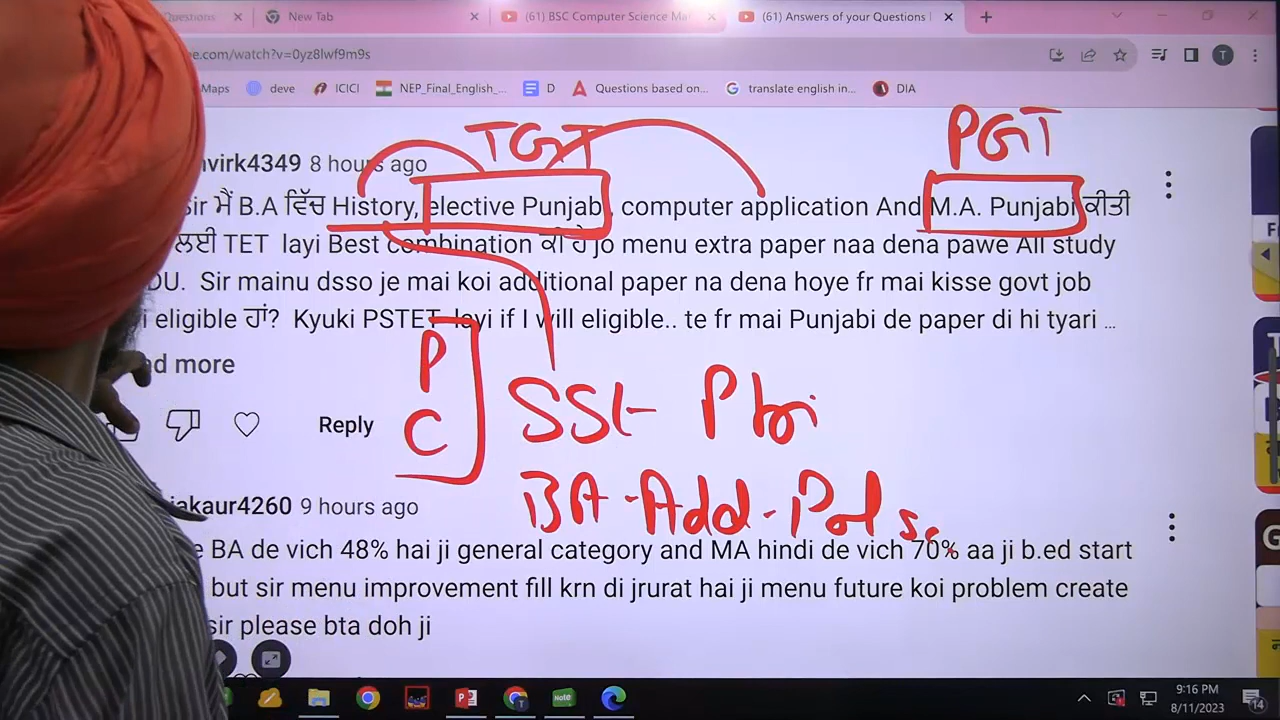 Questions
New Tab
(61) BSC Computer Science Ma
(61) Answers of your Questions
be.com/watch?v=0yz8lwf9m9s
T
Maps
deve
ICICI
NEP_Final_English_...
D
Questions based on...
translate english in...
DIA
TGT
PGT
virk4349 8 hours ago
sir ਮੈਂ B.A ਵਿੱਚ History, elective Punjabi, computer application And M.A. Punjabi ਕੀਤੀ
ਲਈ TET layi Best combination ਕੀ ਹੈ jo menu extra paper naa dena pawe All study
DU. Sir mainu dsso je mai koi additional paper na dena hoye fr mai kisse govt job
i eligible ਹਾਂ? Kyuki PSTET layi if I will eligible.. te fr mai Punjabi de paper di hi tyari ...
ad more
P
C
SSt - Pbi
Reply
BA - Add - Pol Sc.
akaur4260 9 hours ago
e BA de vich 48% hai ji general category and MA hindi de vich 70% aa ji b.ed start
but sir menu improvement fill krn di jrurat hai ji menu future koi problem create
sir please bta doh ji
Note
9:16 PM
8/11/2023
14